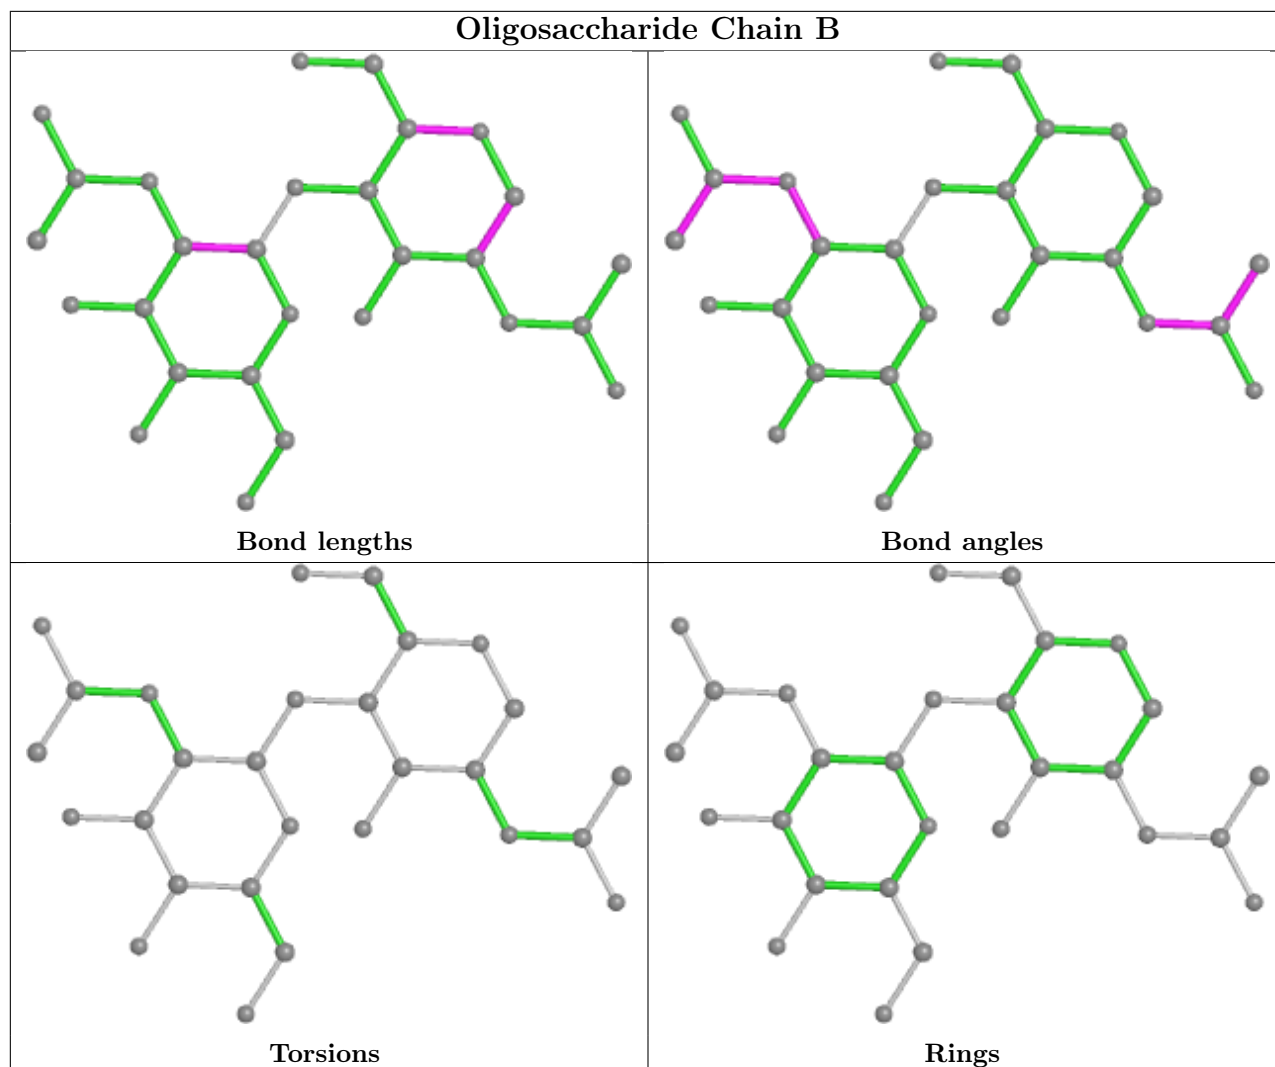 Oligosaccharide Chain B
Bond lengths
Bond angles
Torsions
Rings